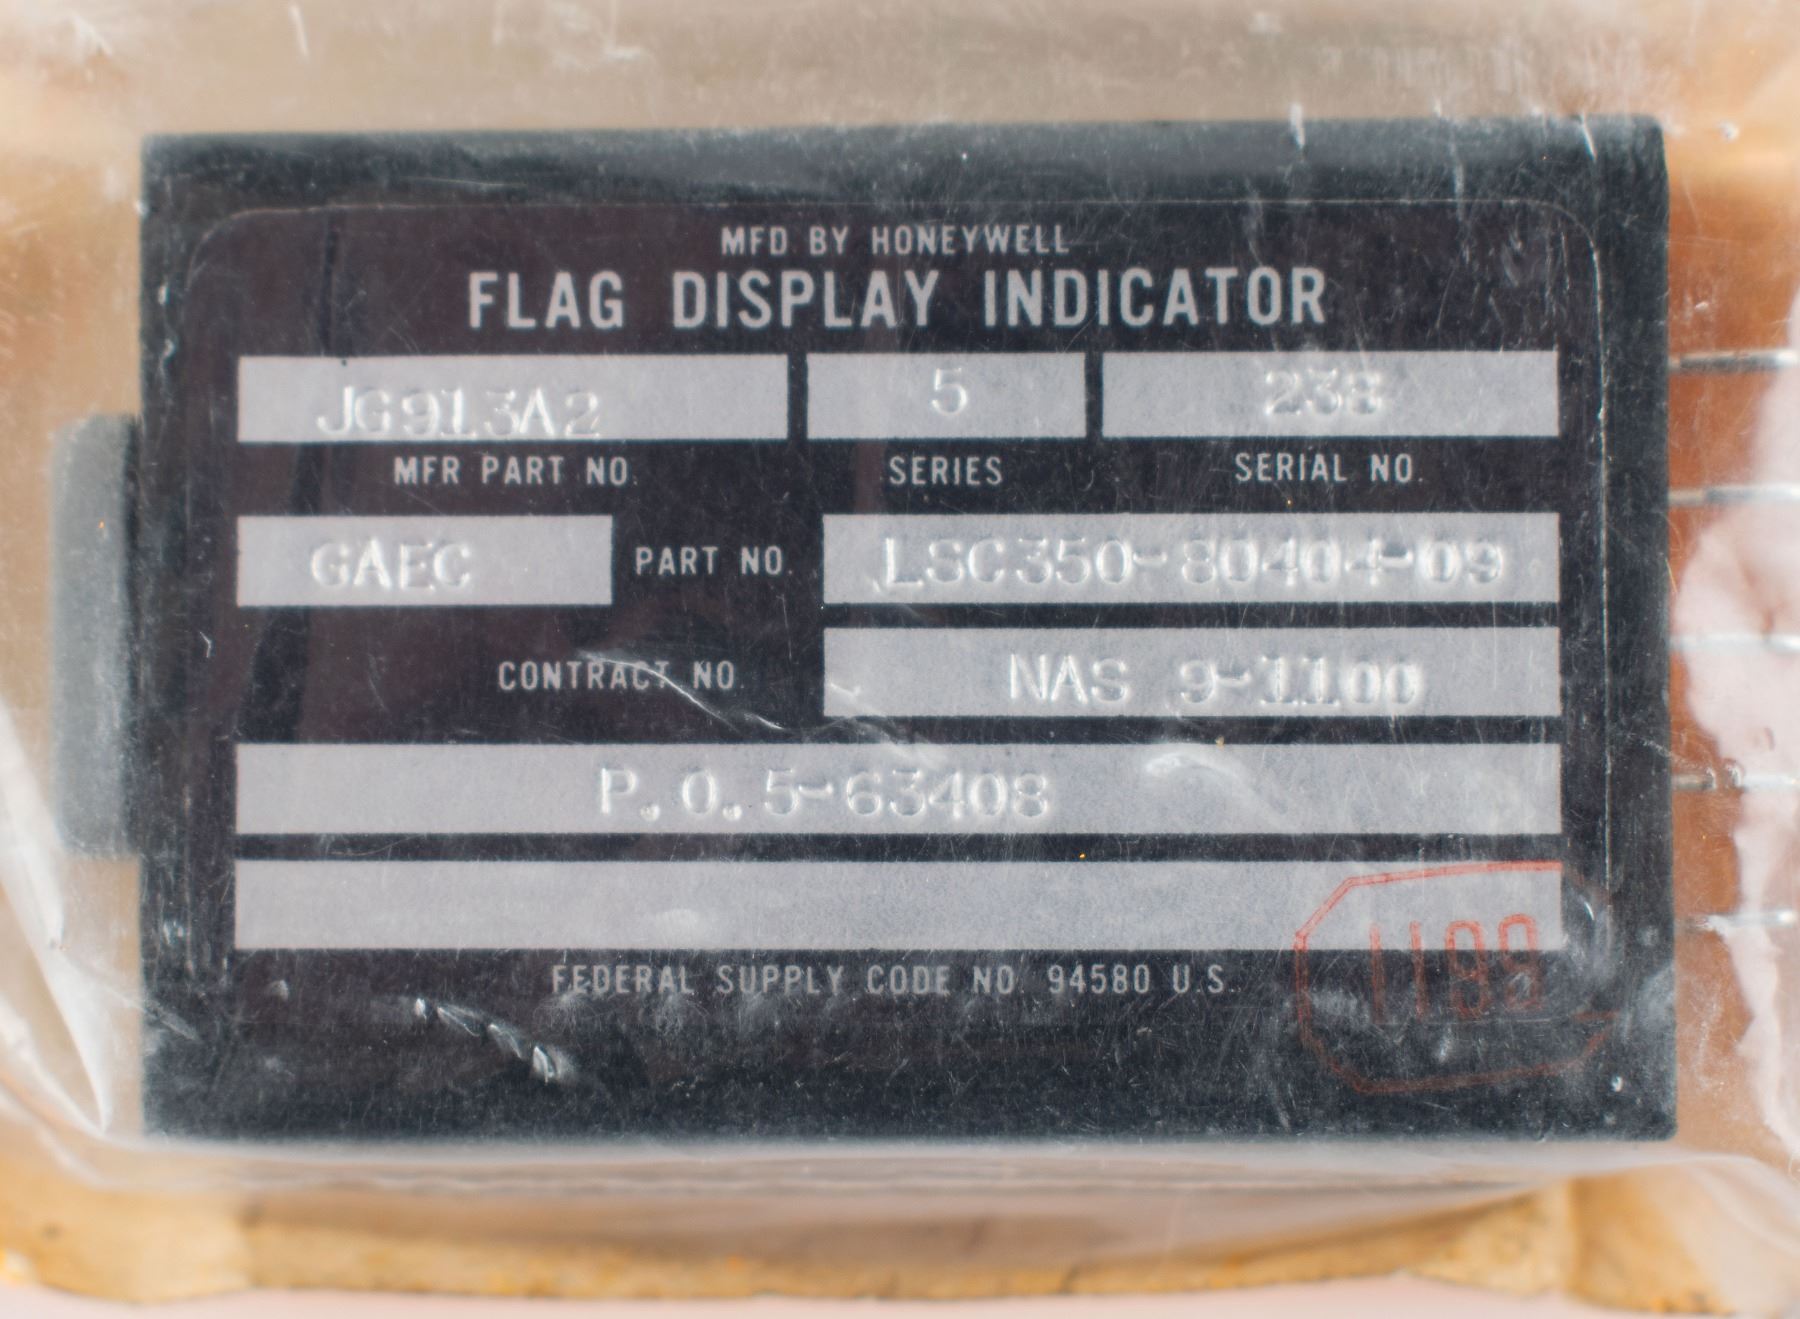 MFD BY HONEYWELL
FLAG DISPLAY INDICATOR
JG913A2 5 238
MFR PART NO. SERIES SERIAL NO.
GAEC PART NO. LSC350-80404-09
CONTRACT NO. NAS 9-1100
P.O. 5-63408
FEDERAL SUPPLY CODE NO. 94580 U.S.